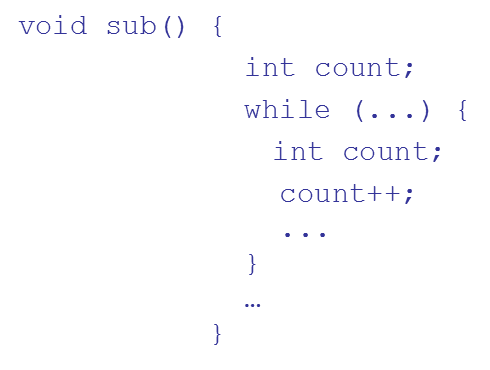 void sub() {
int count;
while (...) {
int count;
count++;
...
}
…
}